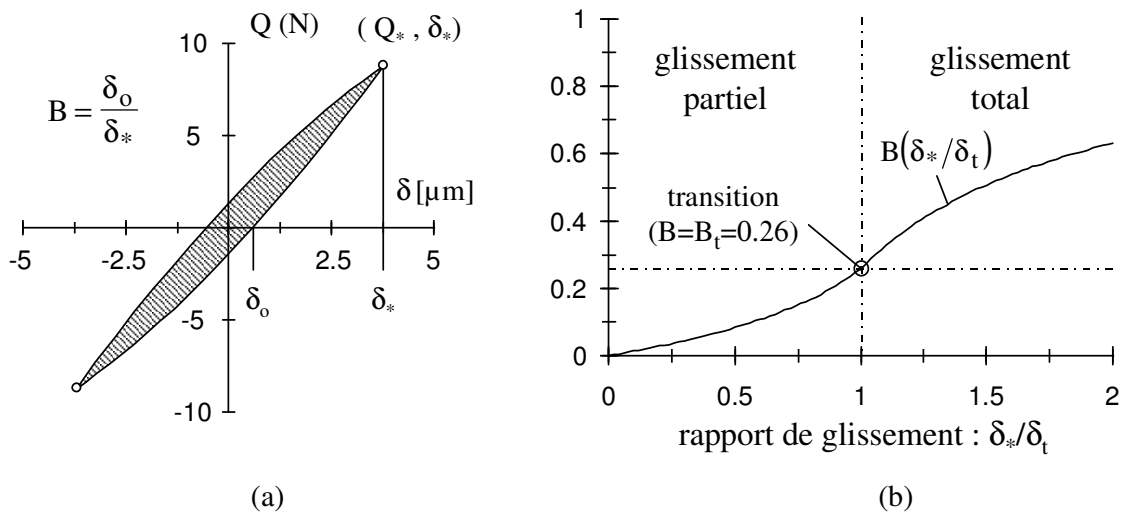 Q (N)
(Q* , δ*)
10
5
-5
-10
B = δo / δ*
δ [µm]
-5
-2.5
2.5
5
δo
δ*
(a)
1
0.8
0.6
0.4
0.2
0
glissement
partiel
glissement
total
B(δ*/δt)
transition
(B=Bt=0.26)
0
0.5
1
1.5
2
rapport de glissement : δ*/δt
(b)